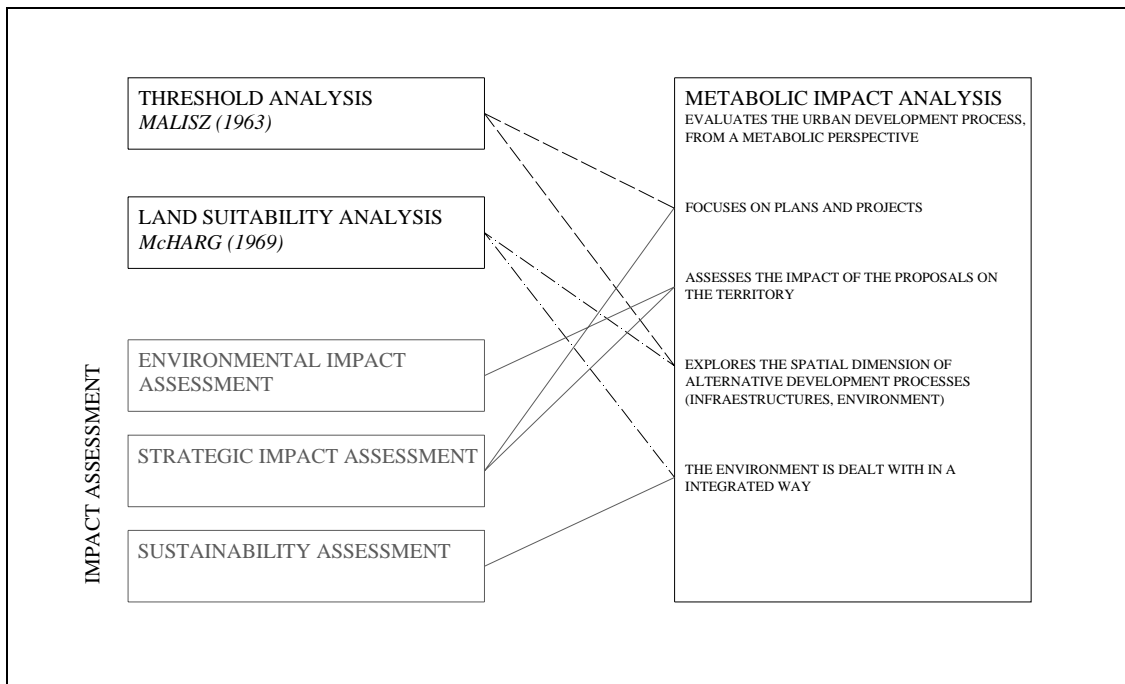 THRESHOLD ANALYSIS
MALISZ (1963)
LAND SUITABILITY ANALYSIS
McHARG (1969)
IMPACT ASSESSMENT
ENVIRONMENTAL IMPACT
ASSESSMENT
STRATEGIC IMPACT ASSESSMENT
SUSTAINABILITY ASSESSMENT
METABOLIC IMPACT ANALYSIS
EVALUATES THE URBAN DEVELOPMENT PROCESS,
FROM A METABOLIC PERSPECTIVE
FOCUSES ON PLANS AND PROJECTS
ASSESSES THE IMPACT OF THE PROPOSALS ON
THE TERRITORY
EXPLORES THE SPATIAL DIMENSION OF
ALTERNATIVE DEVELOPMENT PROCESSES
(INFRAESTRUCTURES, ENVIRONMENT)
THE ENVIRONMENT IS DEALT WITH IN A
INTEGRATED WAY